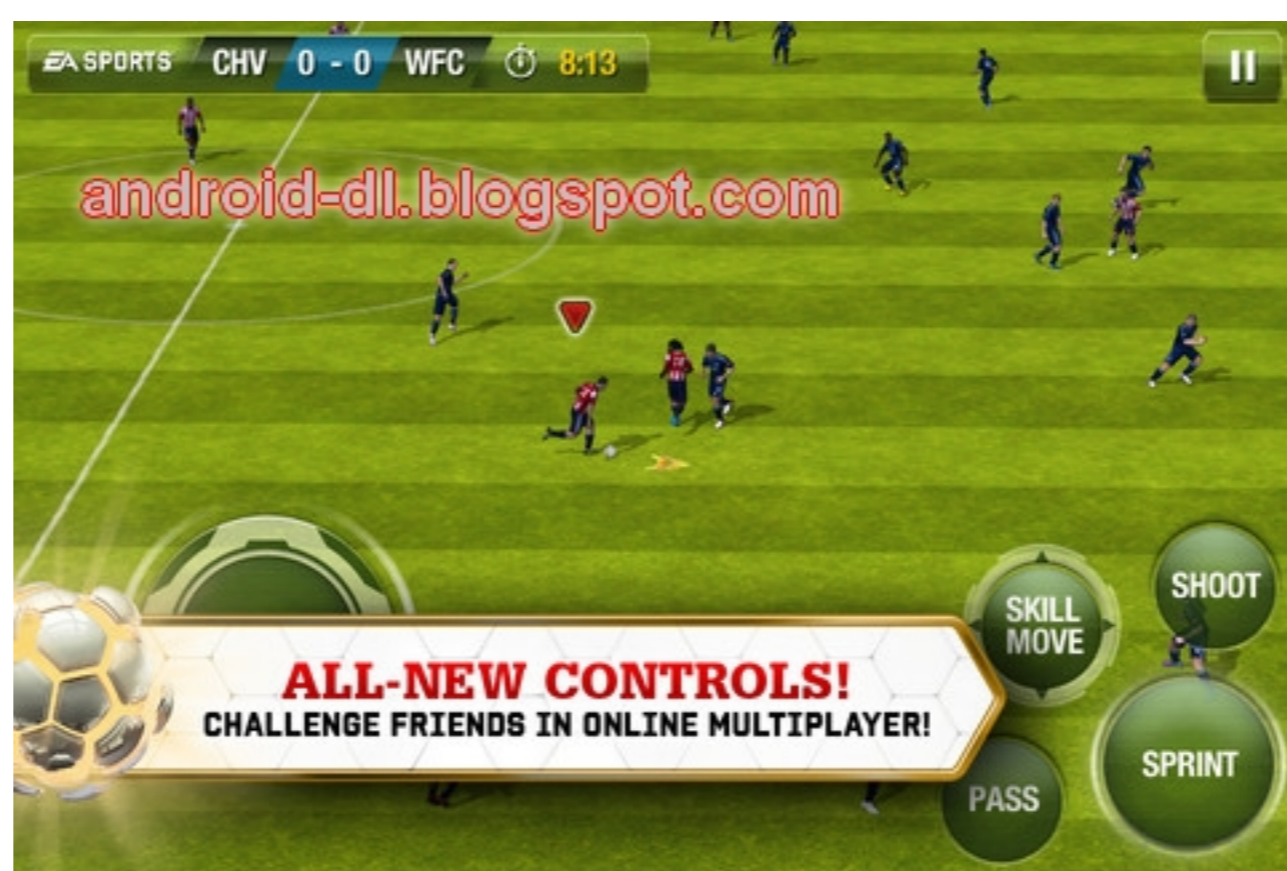 EA SPORTS CHV 0 - 0 WFC 8:13
android-dl.blogspot.com
SHOOT
SKILL
MOVE
ALL-NEW CONTROLS!
CHALLENGE FRIENDS IN ONLINE MULTIPLAYER!
SPRINT
PASS